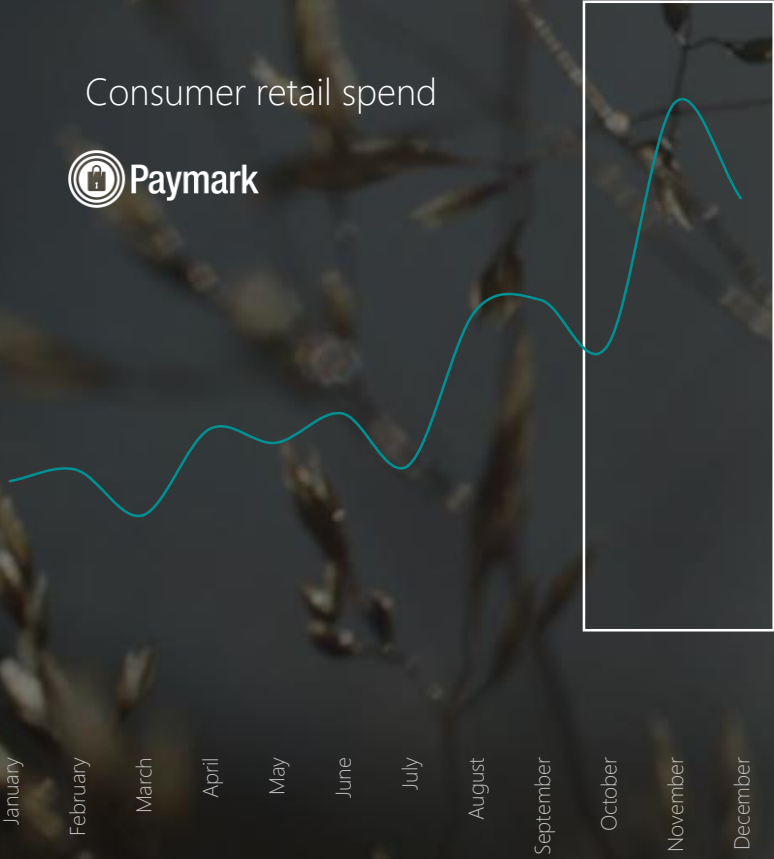 Consumer retail spend
Paymark
January
February
March
April
May
June
July
August
September
October
November
December